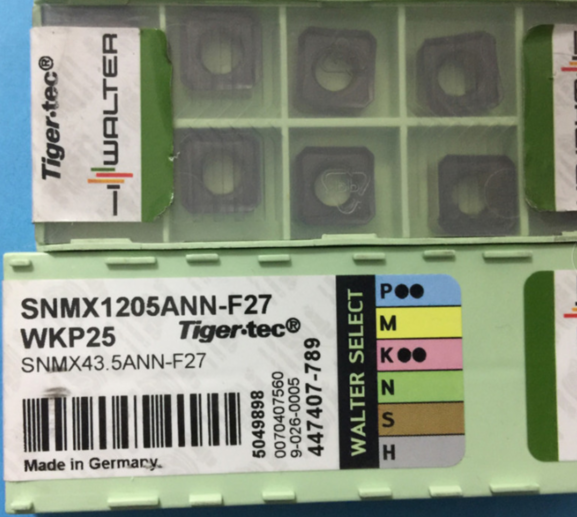 Tiger·tec®
WALTER
SNMX1205ANN-F27
WKP25 Tiger·tec®
SNMX43.5ANN-F27
Made in Germany.
5049898
0070407560
9-026-0005
447407-789
WALTER SELECT
P●●
M
K●●
N
S
H